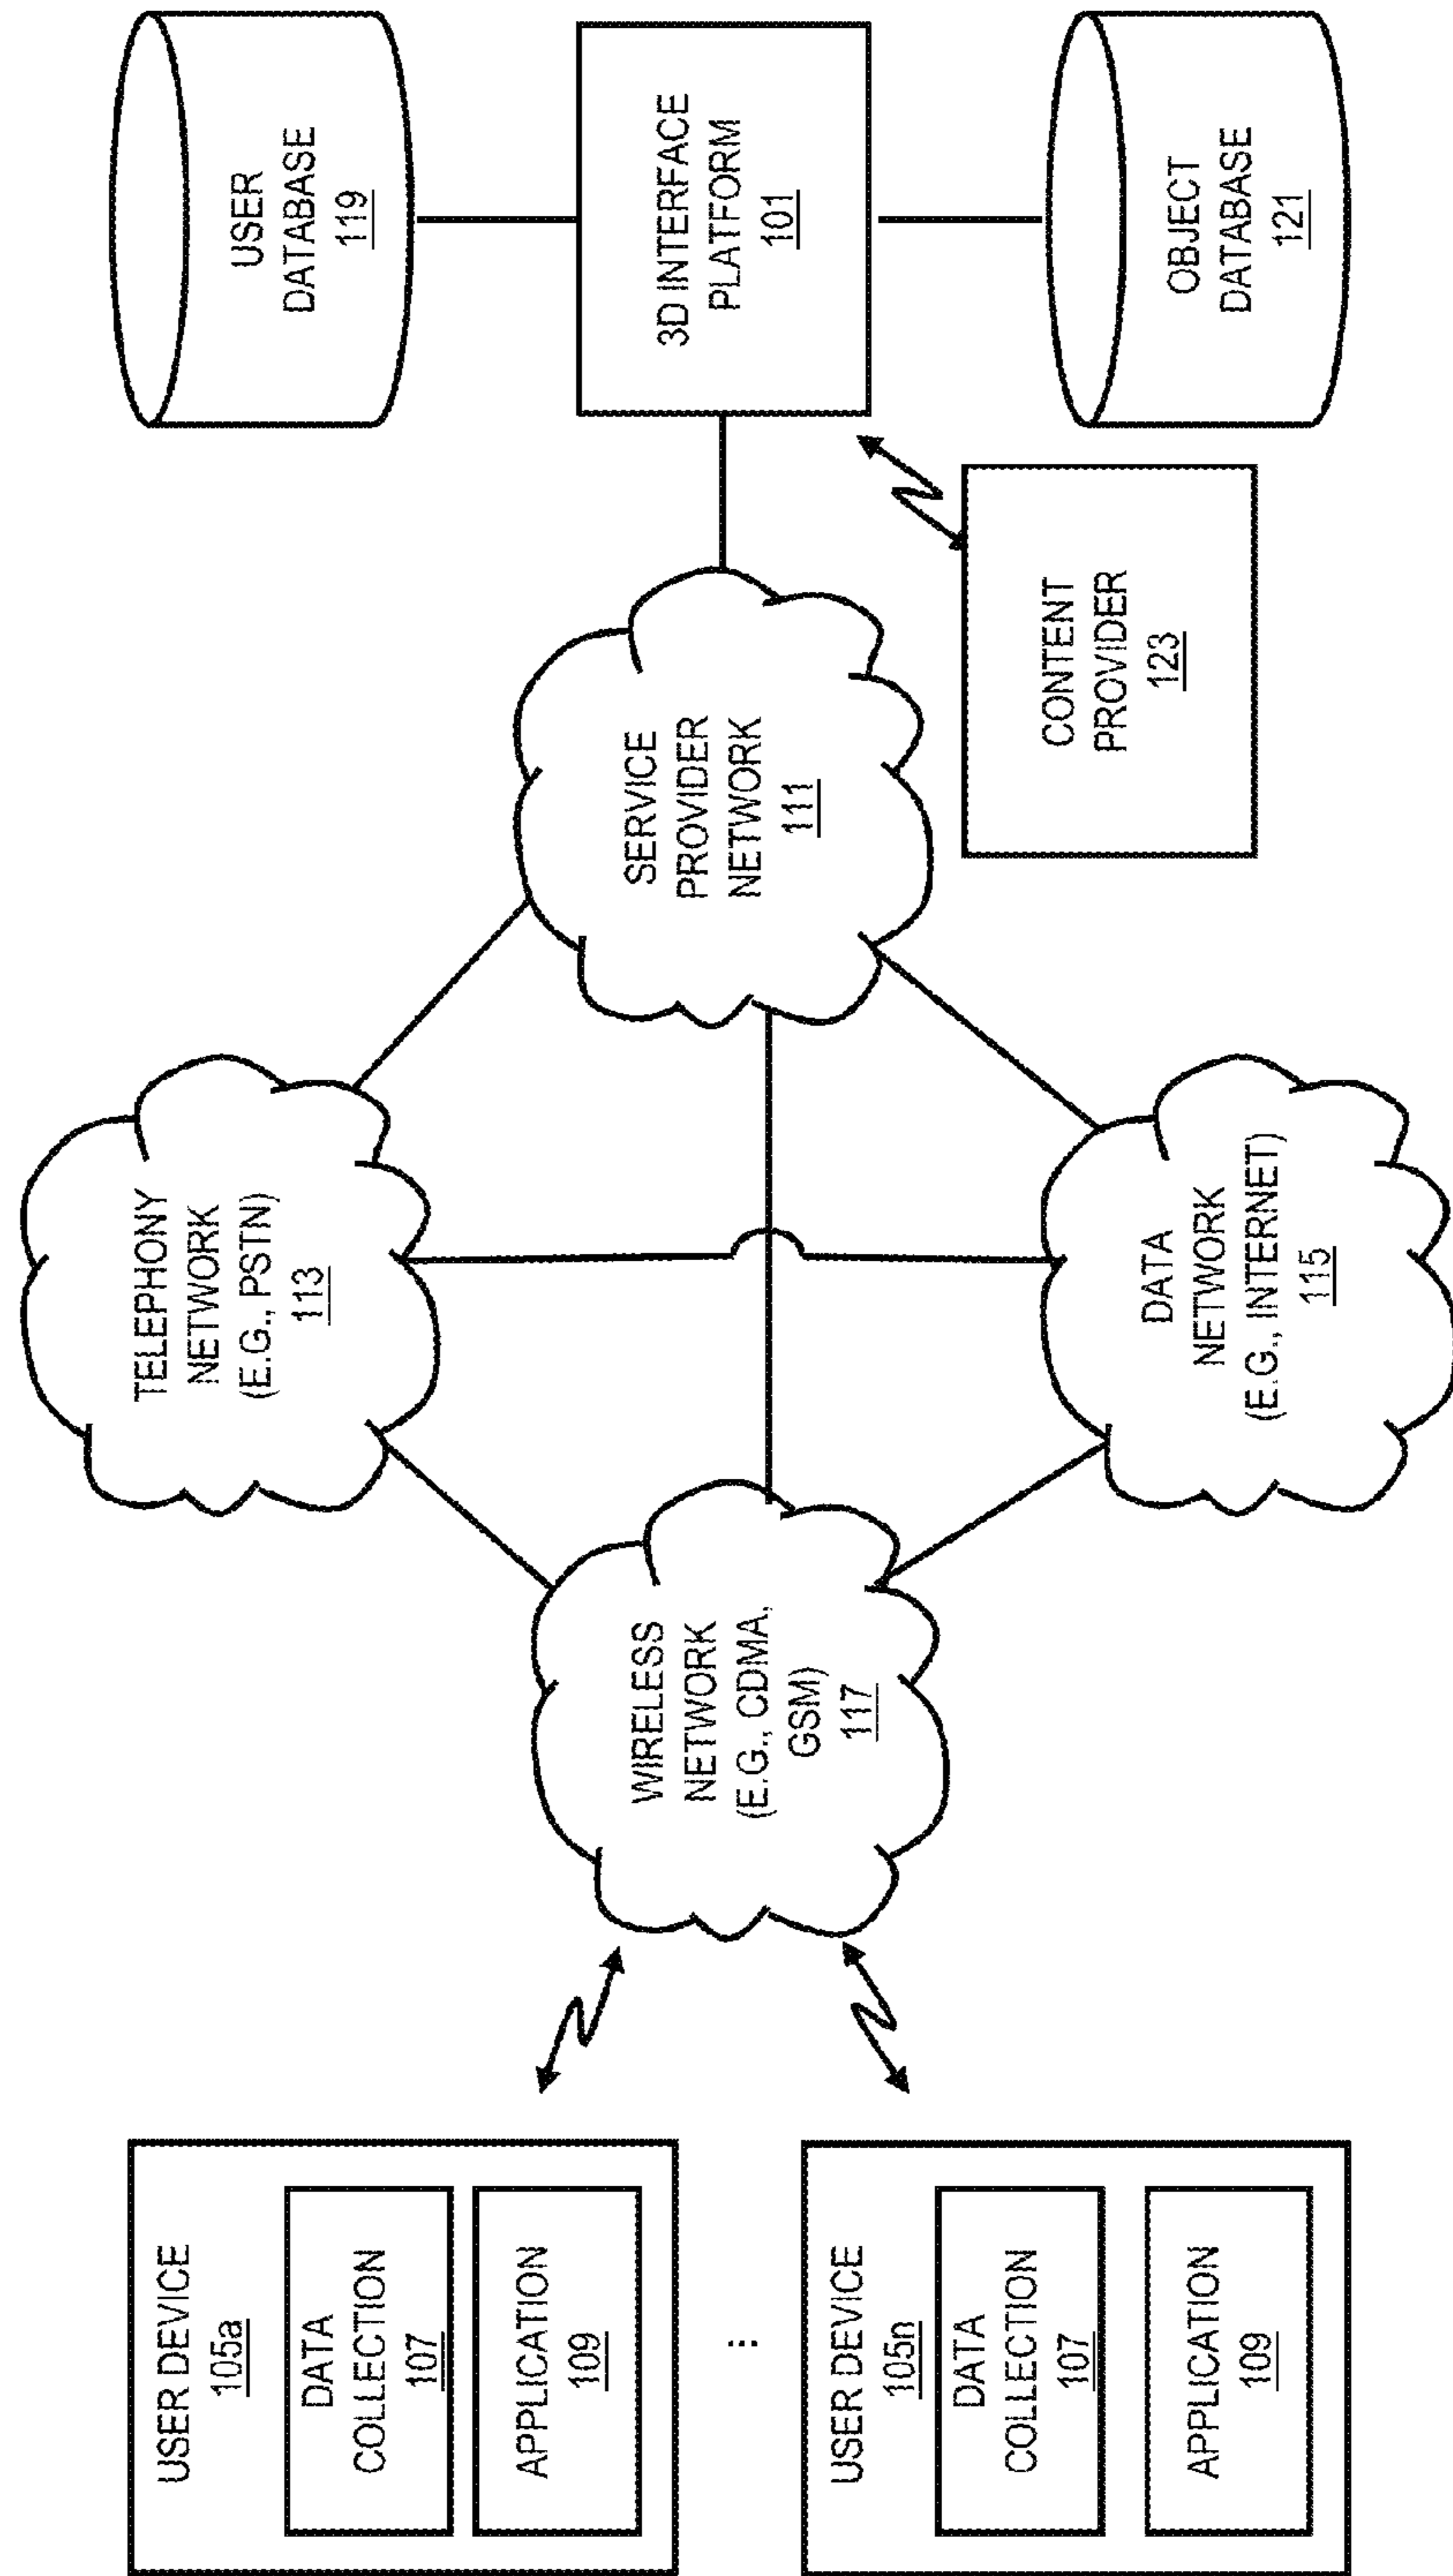 USER DEVICE
105a
DATA
COLLECTION
107
APPLICATION
109
...
USER DEVICE
105n
DATA
COLLECTION
107
APPLICATION
109
WIRELESS
NETWORK
(E.G., CDMA,
GSM)
117
TELEPHONY
NETWORK
(E.G., PSTN)
113
DATA
NETWORK
(E.G., INTERNET)
115
SERVICE
PROVIDER
NETWORK
111
CONTENT
PROVIDER
123
USER
DATABASE
119
3D INTERFACE
PLATFORM
101
OBJECT
DATABASE
121